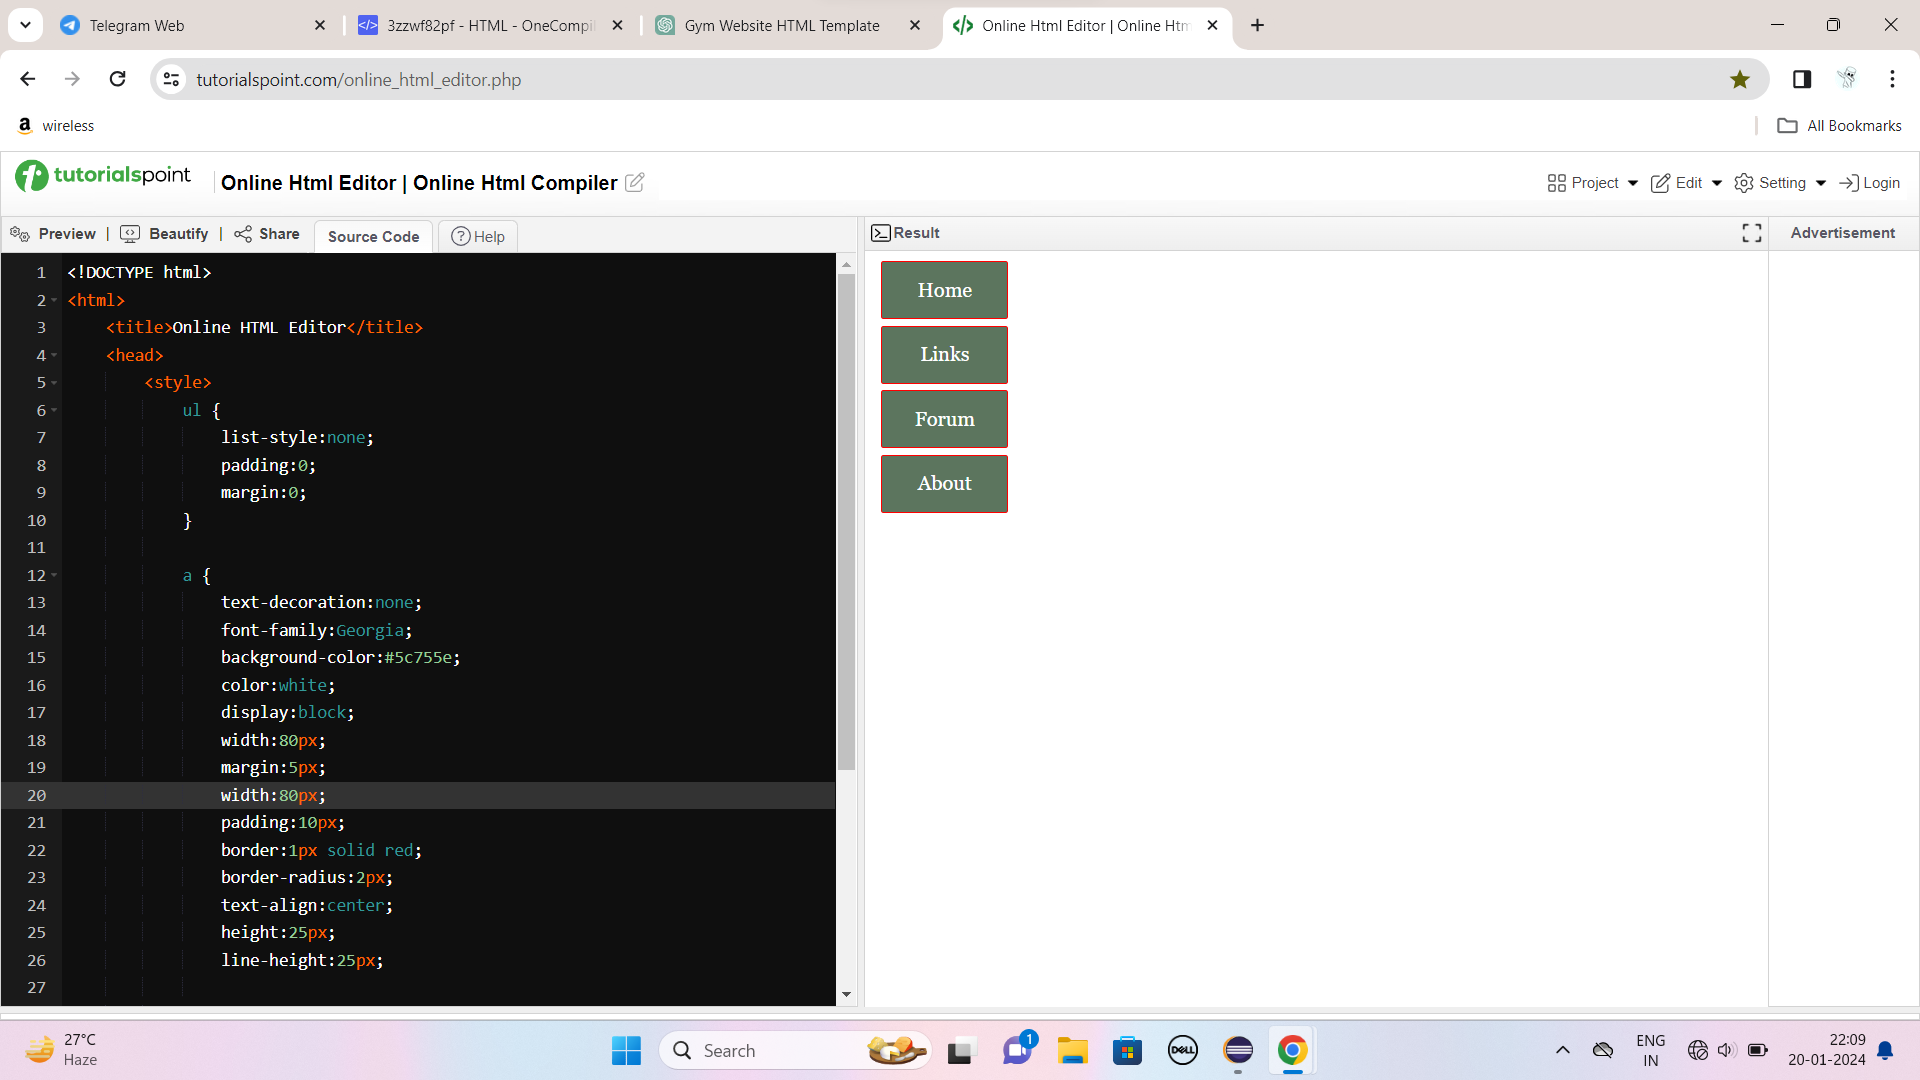 Telegram Web
3zzwf82pf - HTML - OneCompil
Gym Website HTML Template
Online Html Editor | Online Htm
tutorialspoint.com/online_html_editor.php
a wireless
All Bookmarks
tutorialspoint
Online Html Editor | Online Html Compiler
Project
Edit
Setting
Login
Preview | Beautify | Share
Source Code
Help
Result
Advertisement
1 <!DOCTYPE html>
2 <html>
3 <title>Online HTML Editor</title>
4 <head>
5 <style>
6 ul {
7 list-style:none;
8 padding:0;
9 margin:0;
10 }
11
12 a {
13 text-decoration:none;
14 font-family:Georgia;
15 background-color:#5c755e;
16 color:white;
17 display:block;
18 width:80px;
19 margin:5px;
20 width:80px;
21 padding:10px;
22 border:1px solid red;
23 border-radius:2px;
24 text-align:center;
25 height:25px;
26 line-height:25px;
27
Home
Links
Forum
About
27°C
Haze
Search
1
DELL
ENG
IN
22:09
20-01-2024